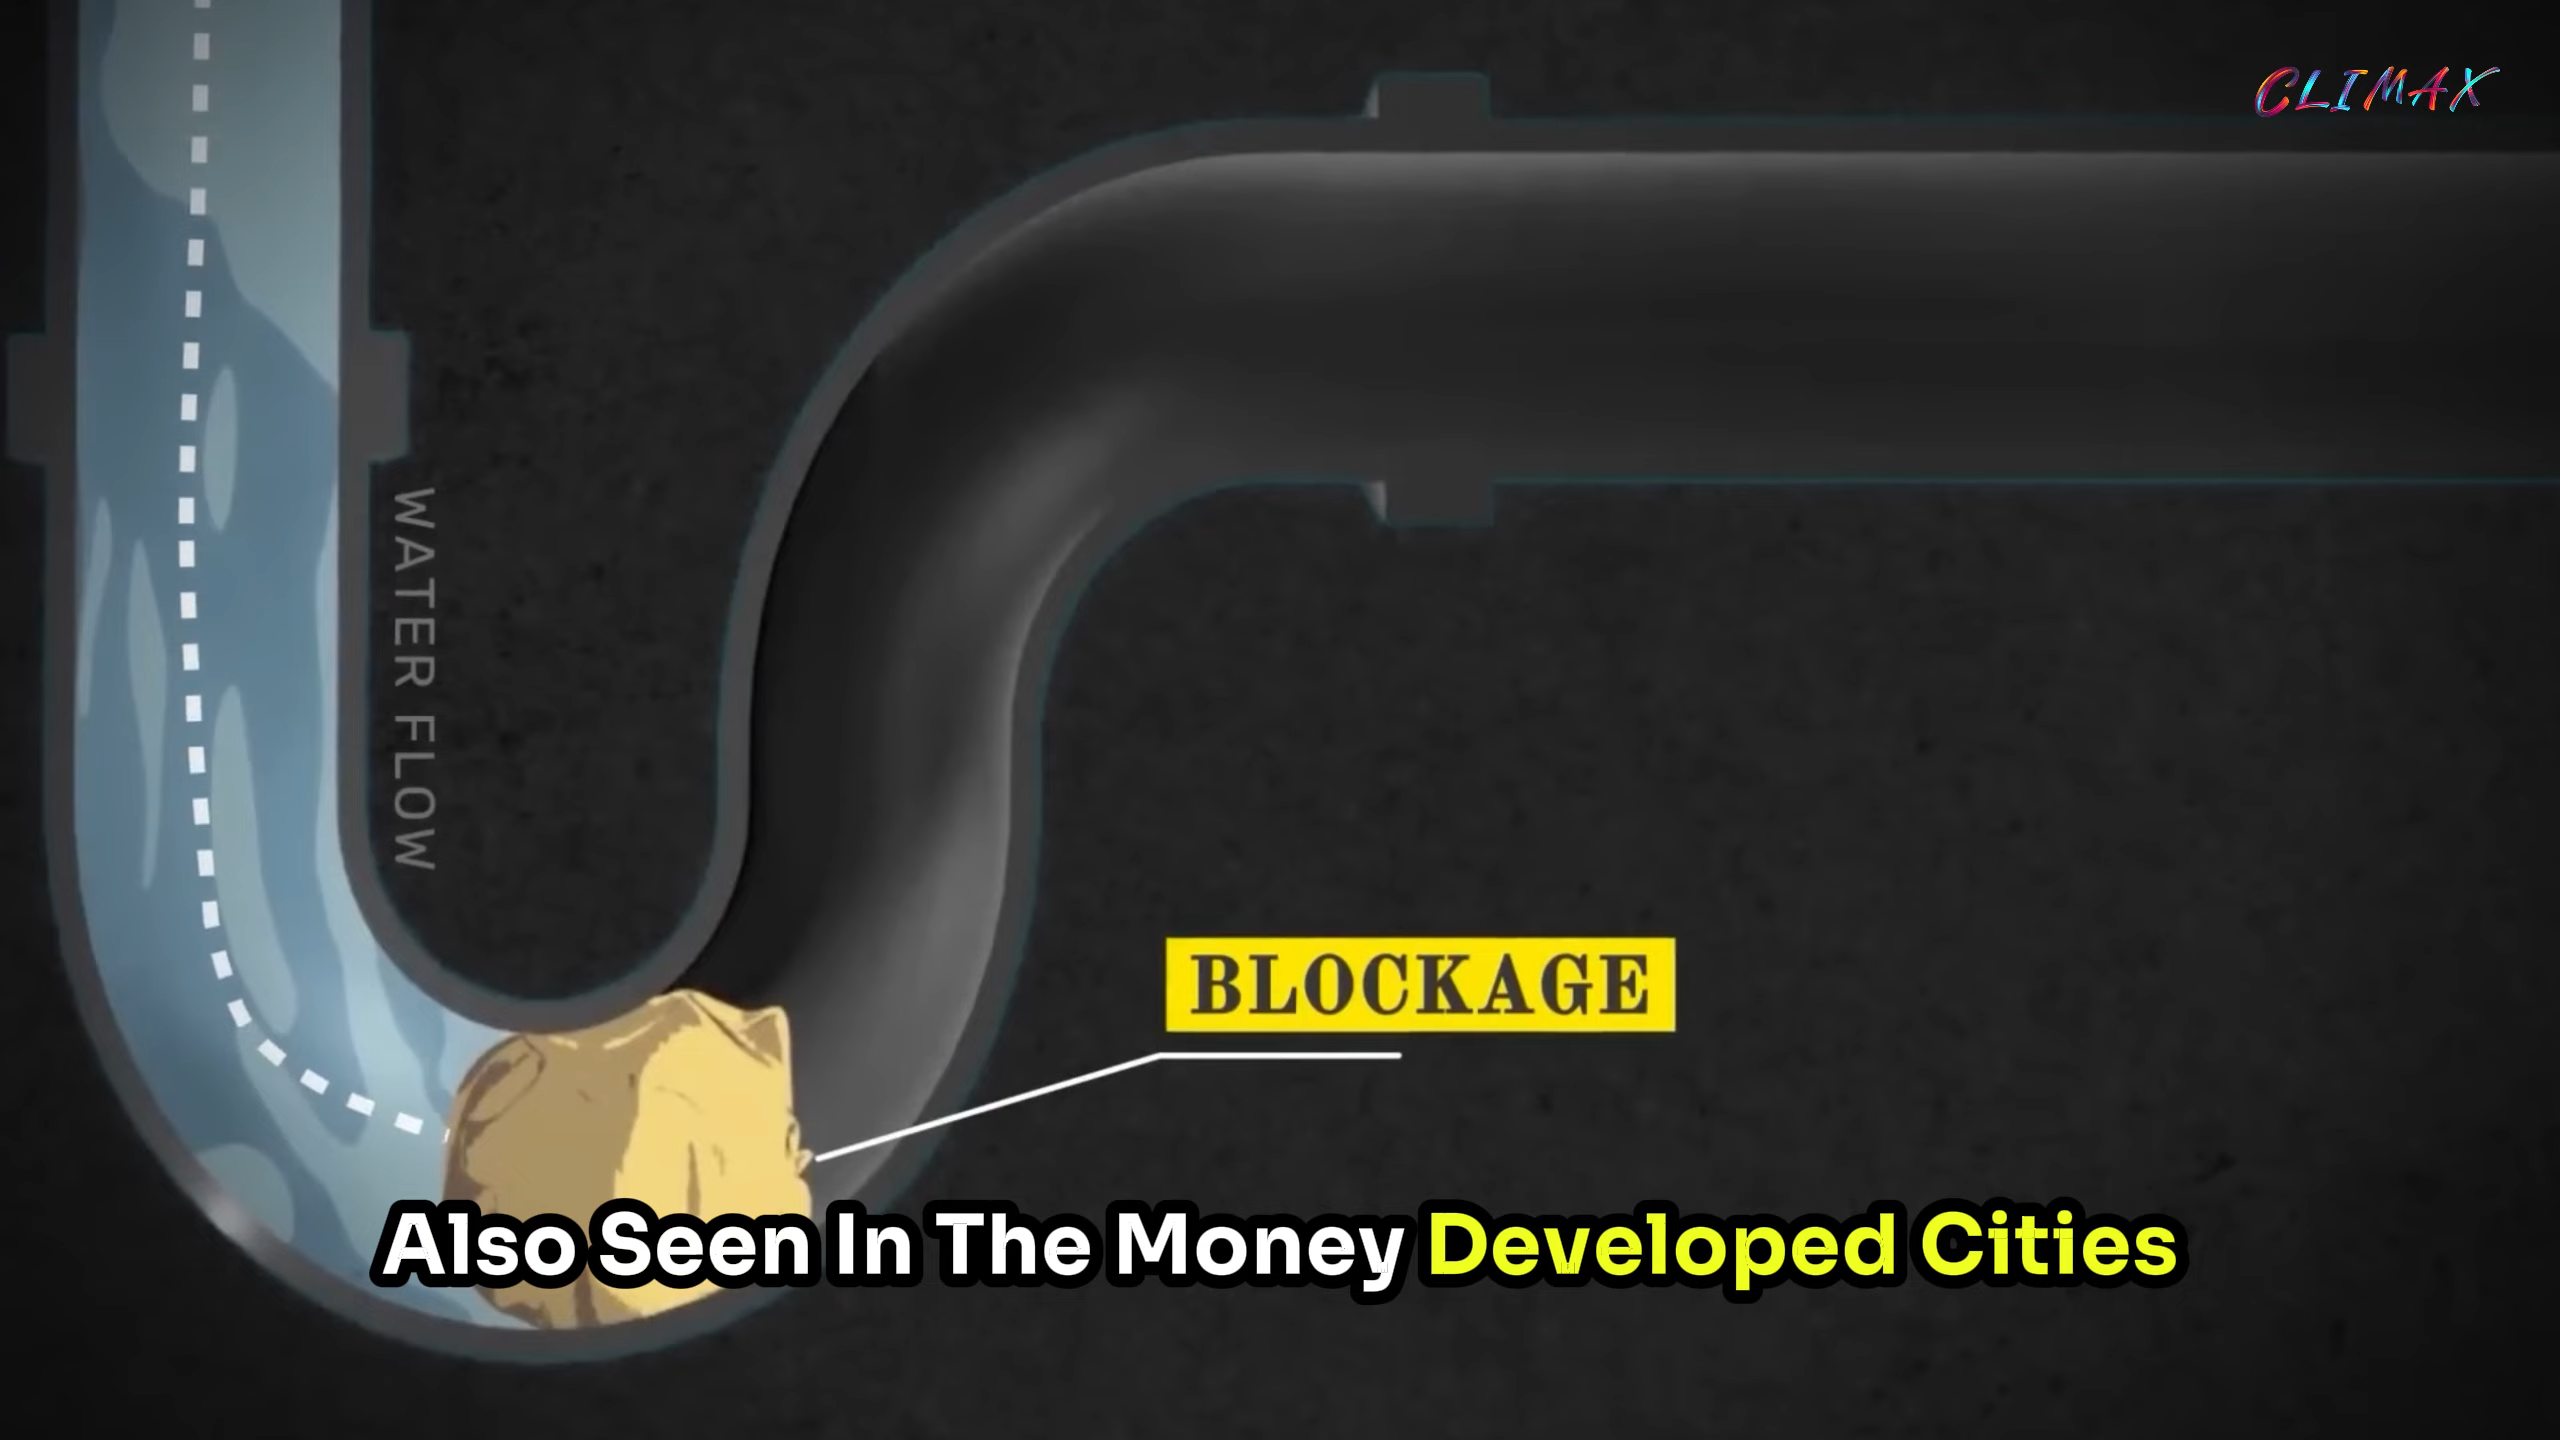 CLIMAX
WATER FLOW
BLOCKAGE
Also Seen In The Money Developed Cities